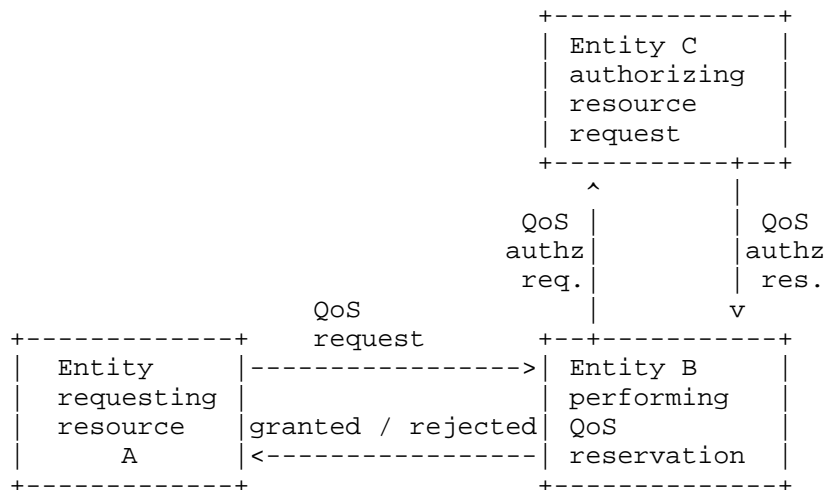 Entity C
authorizing
resource
request
QoS QoS
authz authz
req. res.
QoS
request
Entity Entity B
requesting performing
resource granted / rejected QoS
A reservation